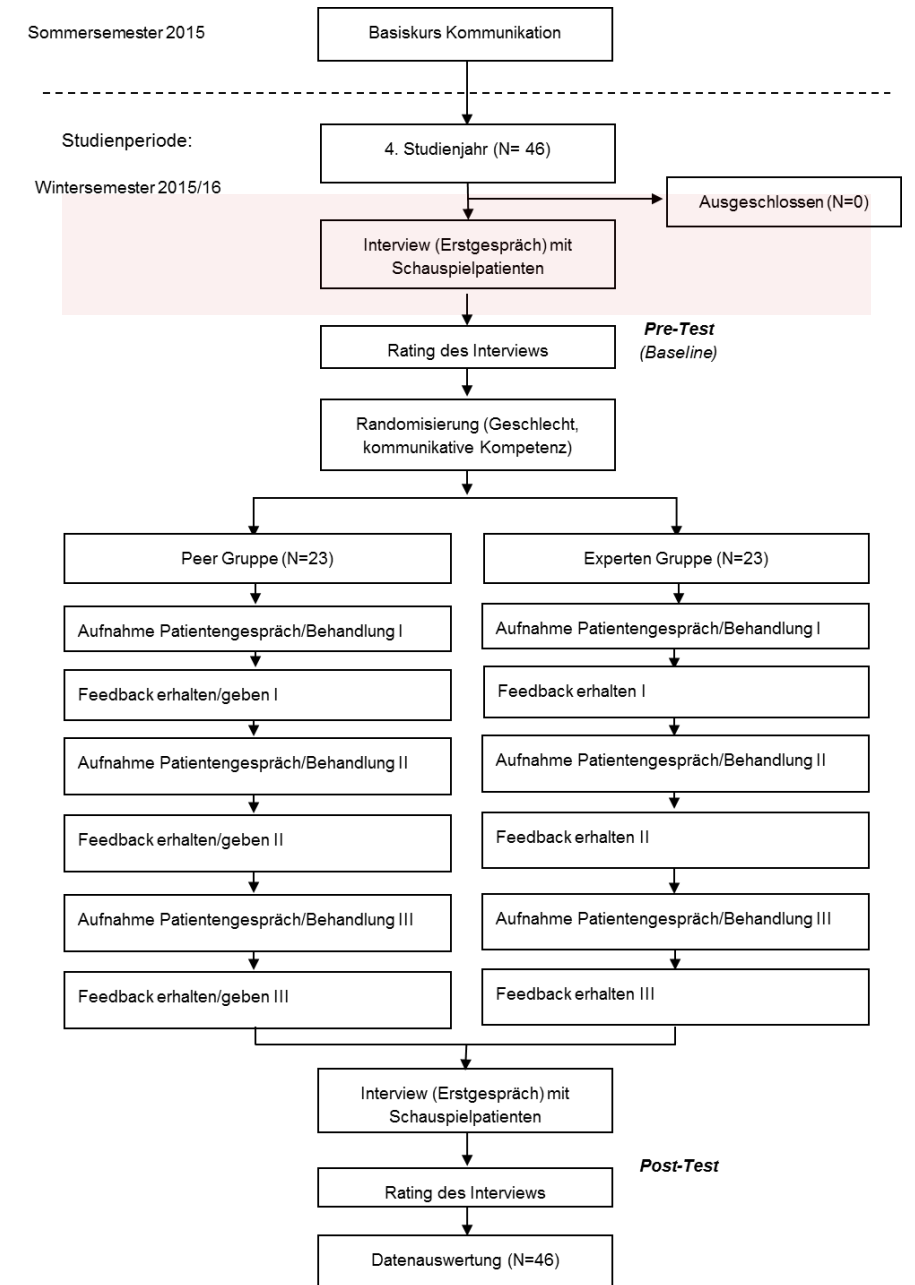 Sommersemester 2015
Basiskurs Kommunikation
Studienperiode:
4. Studienjahr (N= 46)
Wintersemester 2015/16
Ausgeschlossen (N=0)
Interview (Erstgespräch) mit
Schauspielpatienten
Pre-Test
(Baseline)
Rating des Interviews
Randomisierung (Geschlecht,
kommunikative Kompetenz)
Peer Gruppe (N=23)
Experten Gruppe (N=23)
Aufnahme Patientengespräch/Behandlung I
Aufnahme Patientengespräch/Behandlung I
Feedback erhalten/geben I
Feedback erhalten I
Aufnahme Patientengespräch/Behandlung II
Aufnahme Patientengespräch/Behandlung II
Feedback erhalten/geben II
Feedback erhalten II
Aufnahme Patientengespräch/Behandlung III
Aufnahme Patientengespräch/Behandlung III
Feedback erhalten/geben III
Feedback erhalten III
Interview (Erstgespräch) mit
Schauspielpatienten
Post-Test
Rating des Interviews
Datenauswertung (N=46)